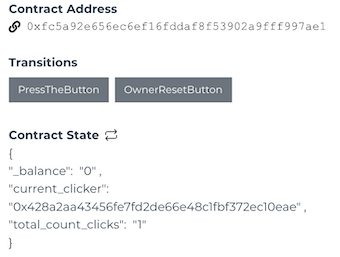 Contract Address
0xfc5a92e656ec6ef16fddaf8f53902a9fff997ae1
Transitions
PressTheButton OwnerResetButton
Contract State
{
"_balance": "0" ,
"current_clicker":
"0x428a2aa43456fe7fd2de66e48c1fbf372ec10eae" ,
"total_count_clicks": "1"
}